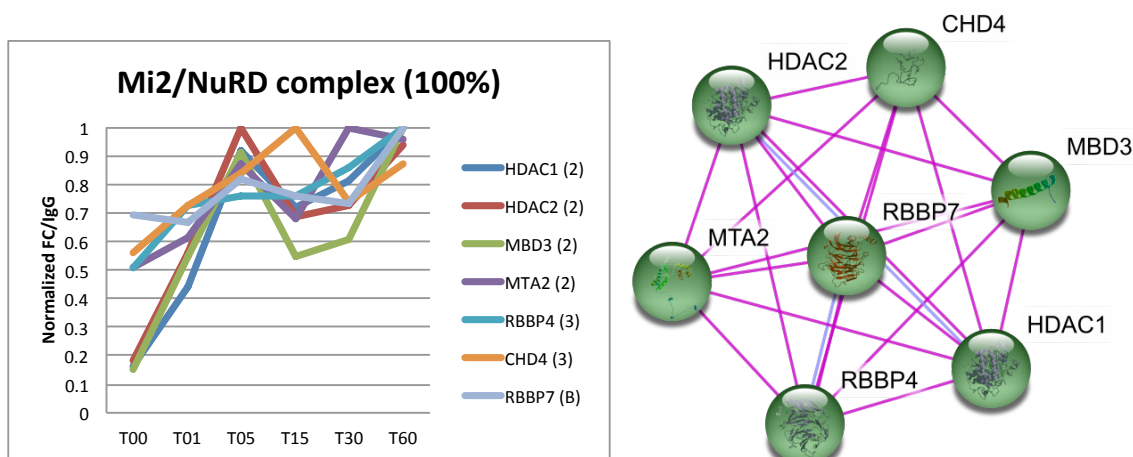 Mi2/NuRD complex (100%)
Normalized FC/IgG
1
0.9
0.8
0.7
0.6
0.5
0.4
0.3
0.2
0.1
0
T00 T01 T05 T15 T30 T60
HDAC1 (2)
HDAC2 (2)
MBD3 (2)
MTA2 (2)
RBBP4 (3)
CHD4 (3)
RBBP7 (B)
CHD4
HDAC2
MBD3
RBBP7
MTA2
HDAC1
RBBP4